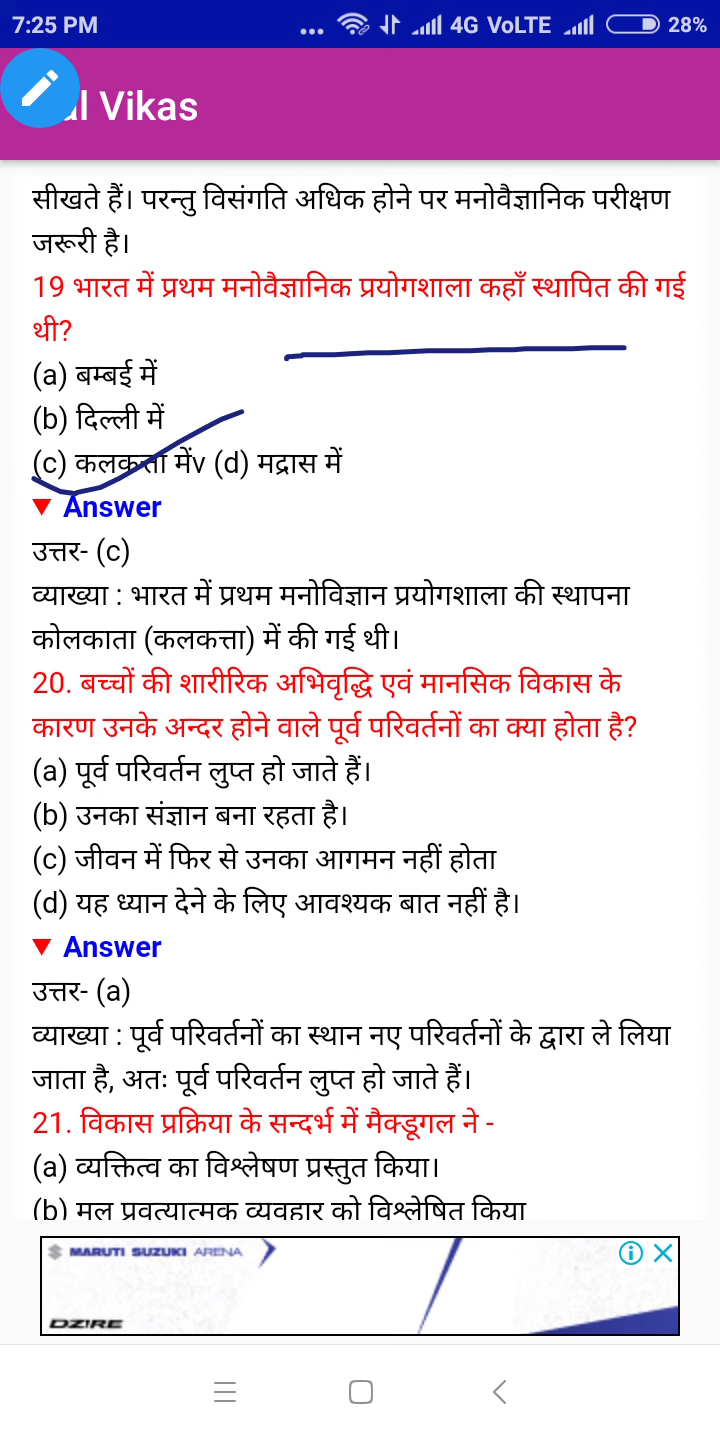 7:25 PM ... 4G VoLTE 28%
al Vikas
सीखते हैं। परन्तु विसंगति अधिक होने पर मनोवैज्ञानिक परीक्षण
जरूरी है।
19 भारत में प्रथम मनोवैज्ञानिक प्रयोगशाला कहाँ स्थापित की गई
थी?
(a) बम्बई में
(b) दिल्ली में
(c) कलकत्ता मेंv (d) मद्रास में
Answer
उत्तर- (c)
व्याख्या : भारत में प्रथम मनोविज्ञान प्रयोगशाला की स्थापना
कोलकाता (कलकत्ता) में की गई थी।
20. बच्चों की शारीरिक अभिवृद्धि एवं मानसिक विकास के
कारण उनके अन्दर होने वाले पूर्व परिवर्तनों का क्या होता है?
(a) पूर्व परिवर्तन लुप्त हो जाते हैं।
(b) उनका संज्ञान बना रहता है।
(c) जीवन में फिर से उनका आगमन नहीं होता
(d) यह ध्यान देने के लिए आवश्यक बात नहीं है।
Answer
उत्तर- (a)
व्याख्या : पूर्व परिवर्तनों का स्थान नए परिवर्तनों के द्वारा ले लिया
जाता है, अतः पूर्व परिवर्तन लुप्त हो जाते हैं।
21. विकास प्रक्रिया के सन्दर्भ में मैक्डूगल ने -
(a) व्यक्तित्व का विश्लेषण प्रस्तुत किया।
(b) मूल प्रवृत्यात्मक व्यवहार को विश्लेषित किया
MARUTI SUZUKI ARENA
DZIRE